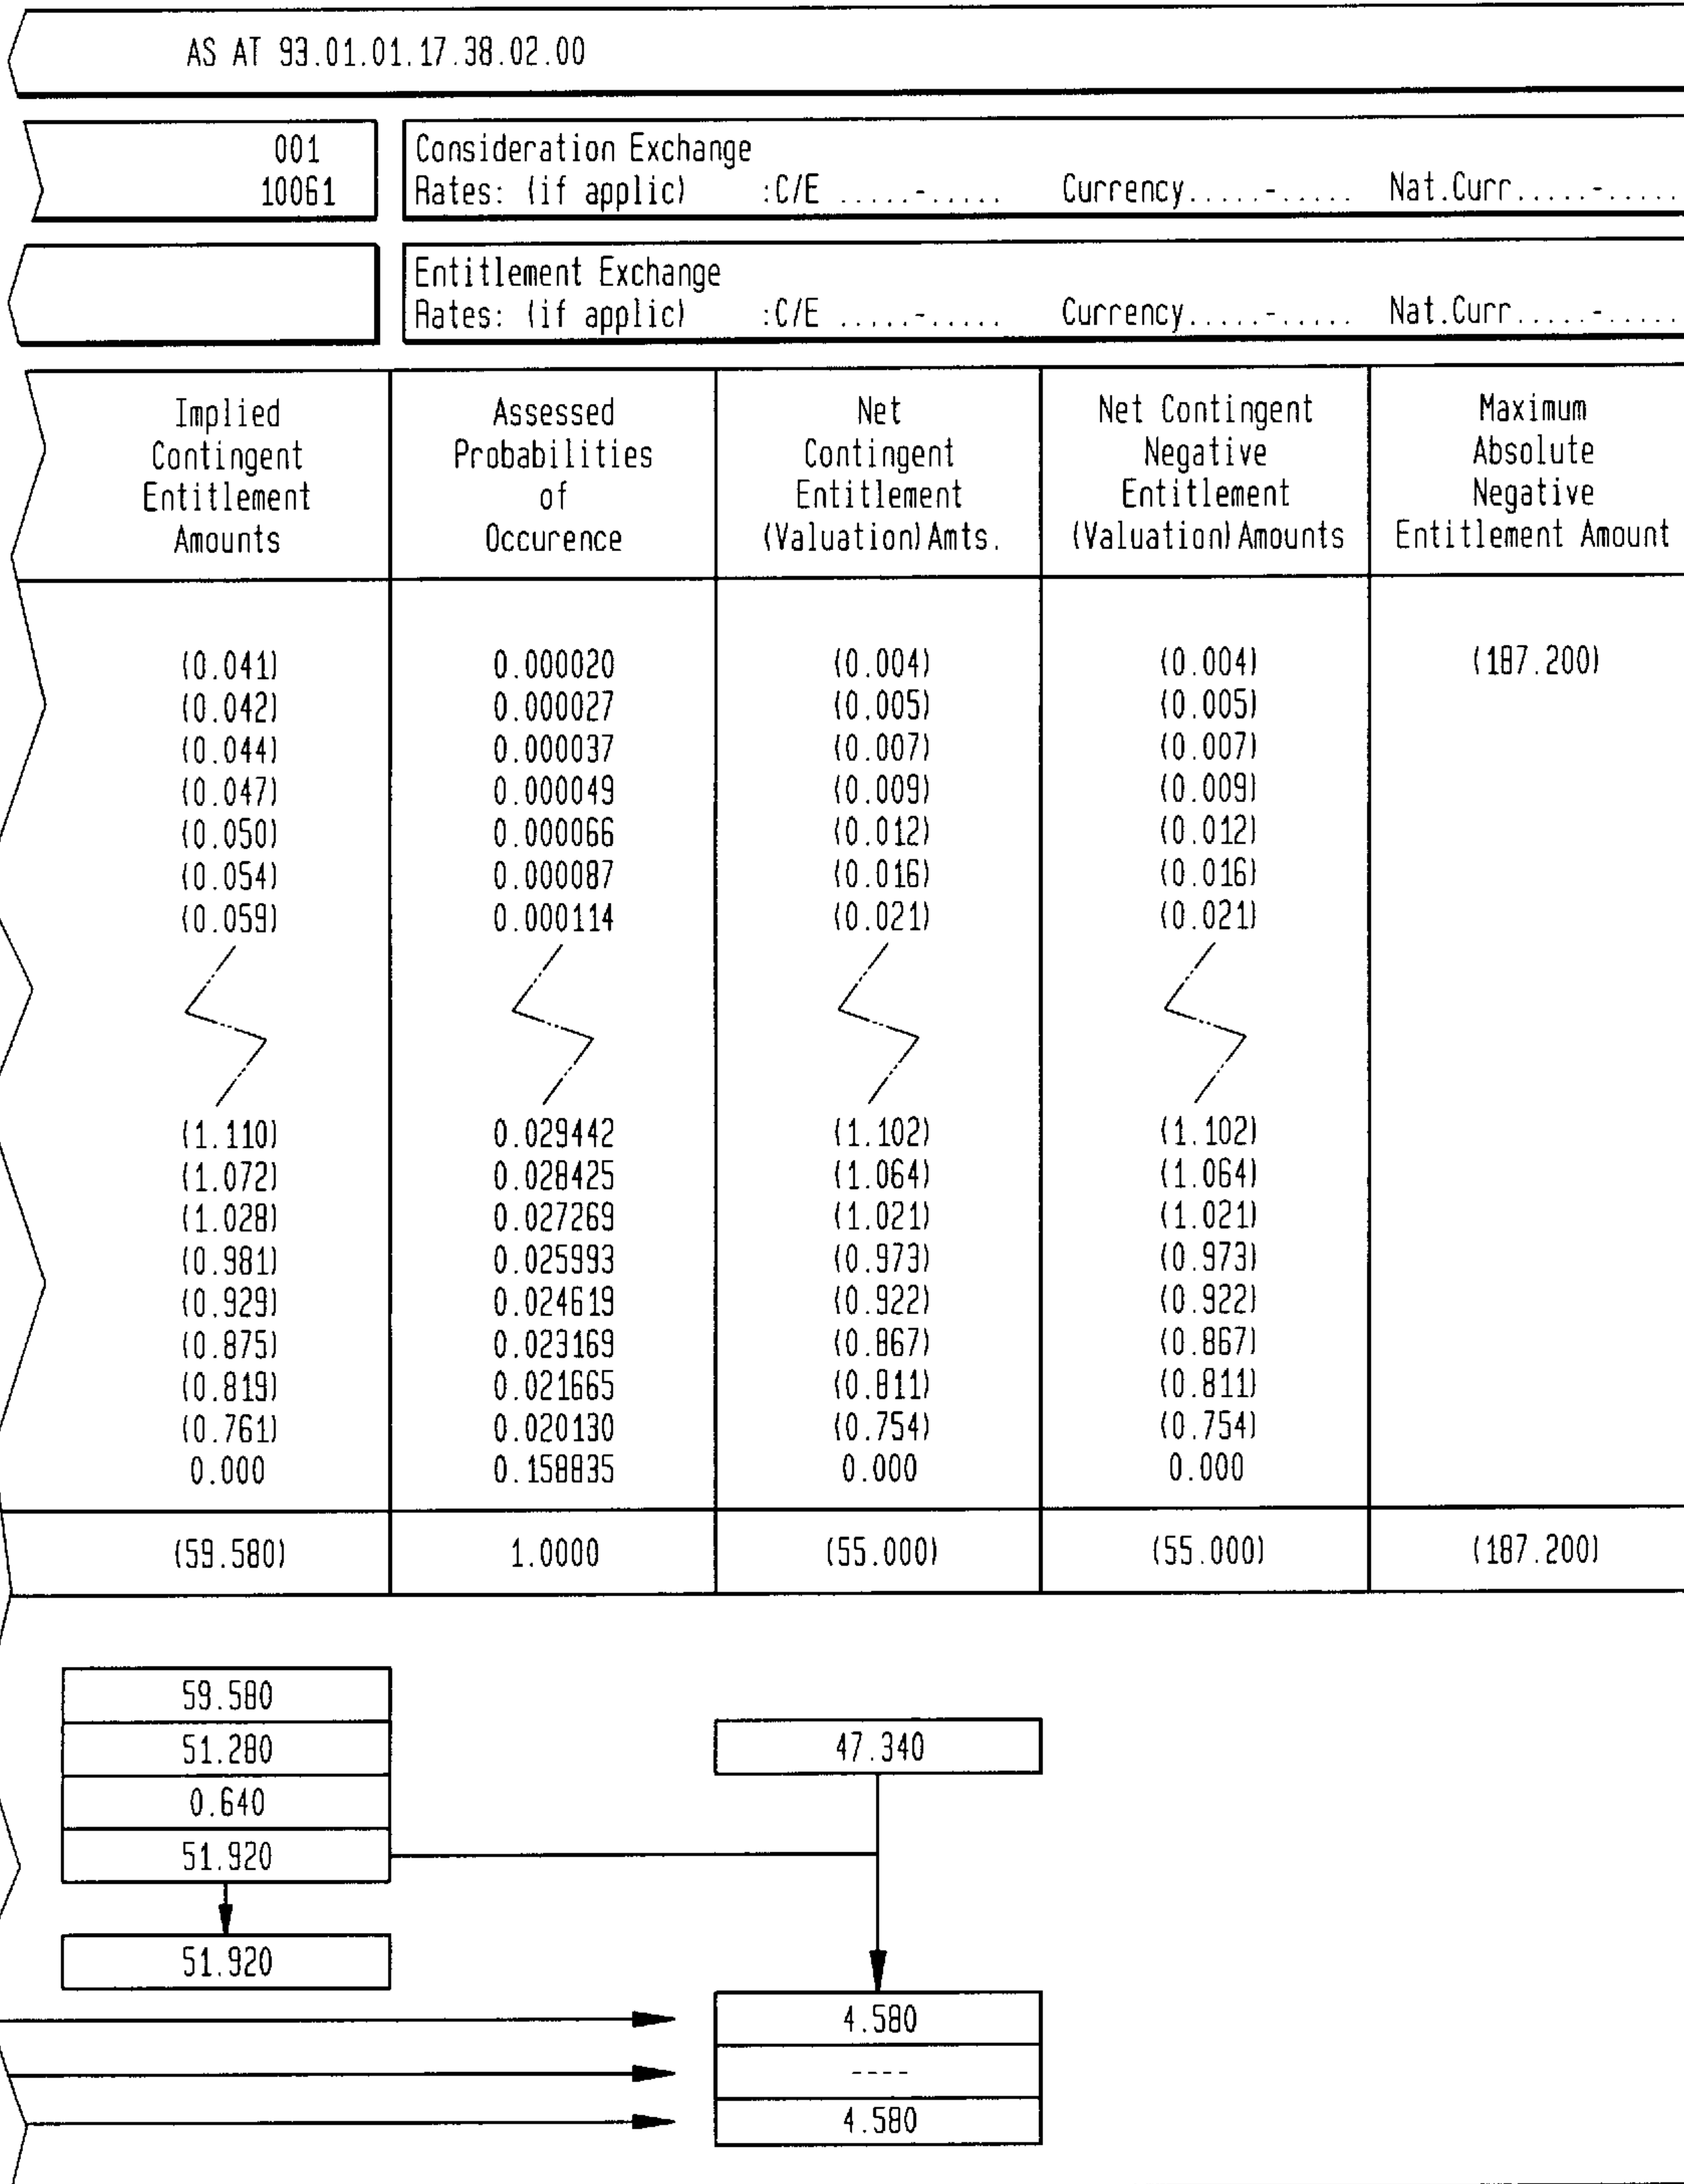 AS AT 93.01.01.17.38.02.00
001
10061
Consideration Exchange
Rates: (if applic) :C/E .....-..... Currency.....-..... Nat.Curr.....-.....
Entitlement Exchange
Rates: (if applic) :C/E .....-..... Currency.....-..... Nat.Curr.....-.....
Implied
Contingent
Entitlement
Amounts
Assessed
Probabilities
of
Occurence
Net
Contingent
Entitlement
(Valuation) Amts.
Net Contingent
Negative
Entitlement
(Valuation) Amounts
Maximum
Absolute
Negative
Entitlement Amount
(0.041) 0.000020 (0.004) (0.004) (187.200)
(0.042) 0.000027 (0.005) (0.005)
(0.044) 0.000037 (0.007) (0.007)
(0.047) 0.000049 (0.009) (0.009)
(0.050) 0.000066 (0.012) (0.012)
(0.054) 0.000087 (0.016) (0.016)
(0.059) 0.000114 (0.021) (0.021)
(1.110) 0.029442 (1.102) (1.102)
(1.072) 0.028425 (1.064) (1.064)
(1.028) 0.027269 (1.021) (1.021)
(0.981) 0.025993 (0.973) (0.973)
(0.929) 0.024619 (0.922) (0.922)
(0.875) 0.023169 (0.867) (0.867)
(0.819) 0.021665 (0.811) (0.811)
(0.761) 0.020130 (0.754) (0.754)
0.000 0.158835 0.000 0.000
(59.580) 1.0000 (55.000) (55.000) (187.200)
59.580
51.280 47.340
0.640
51.920
51.920
4.580
----
4.580